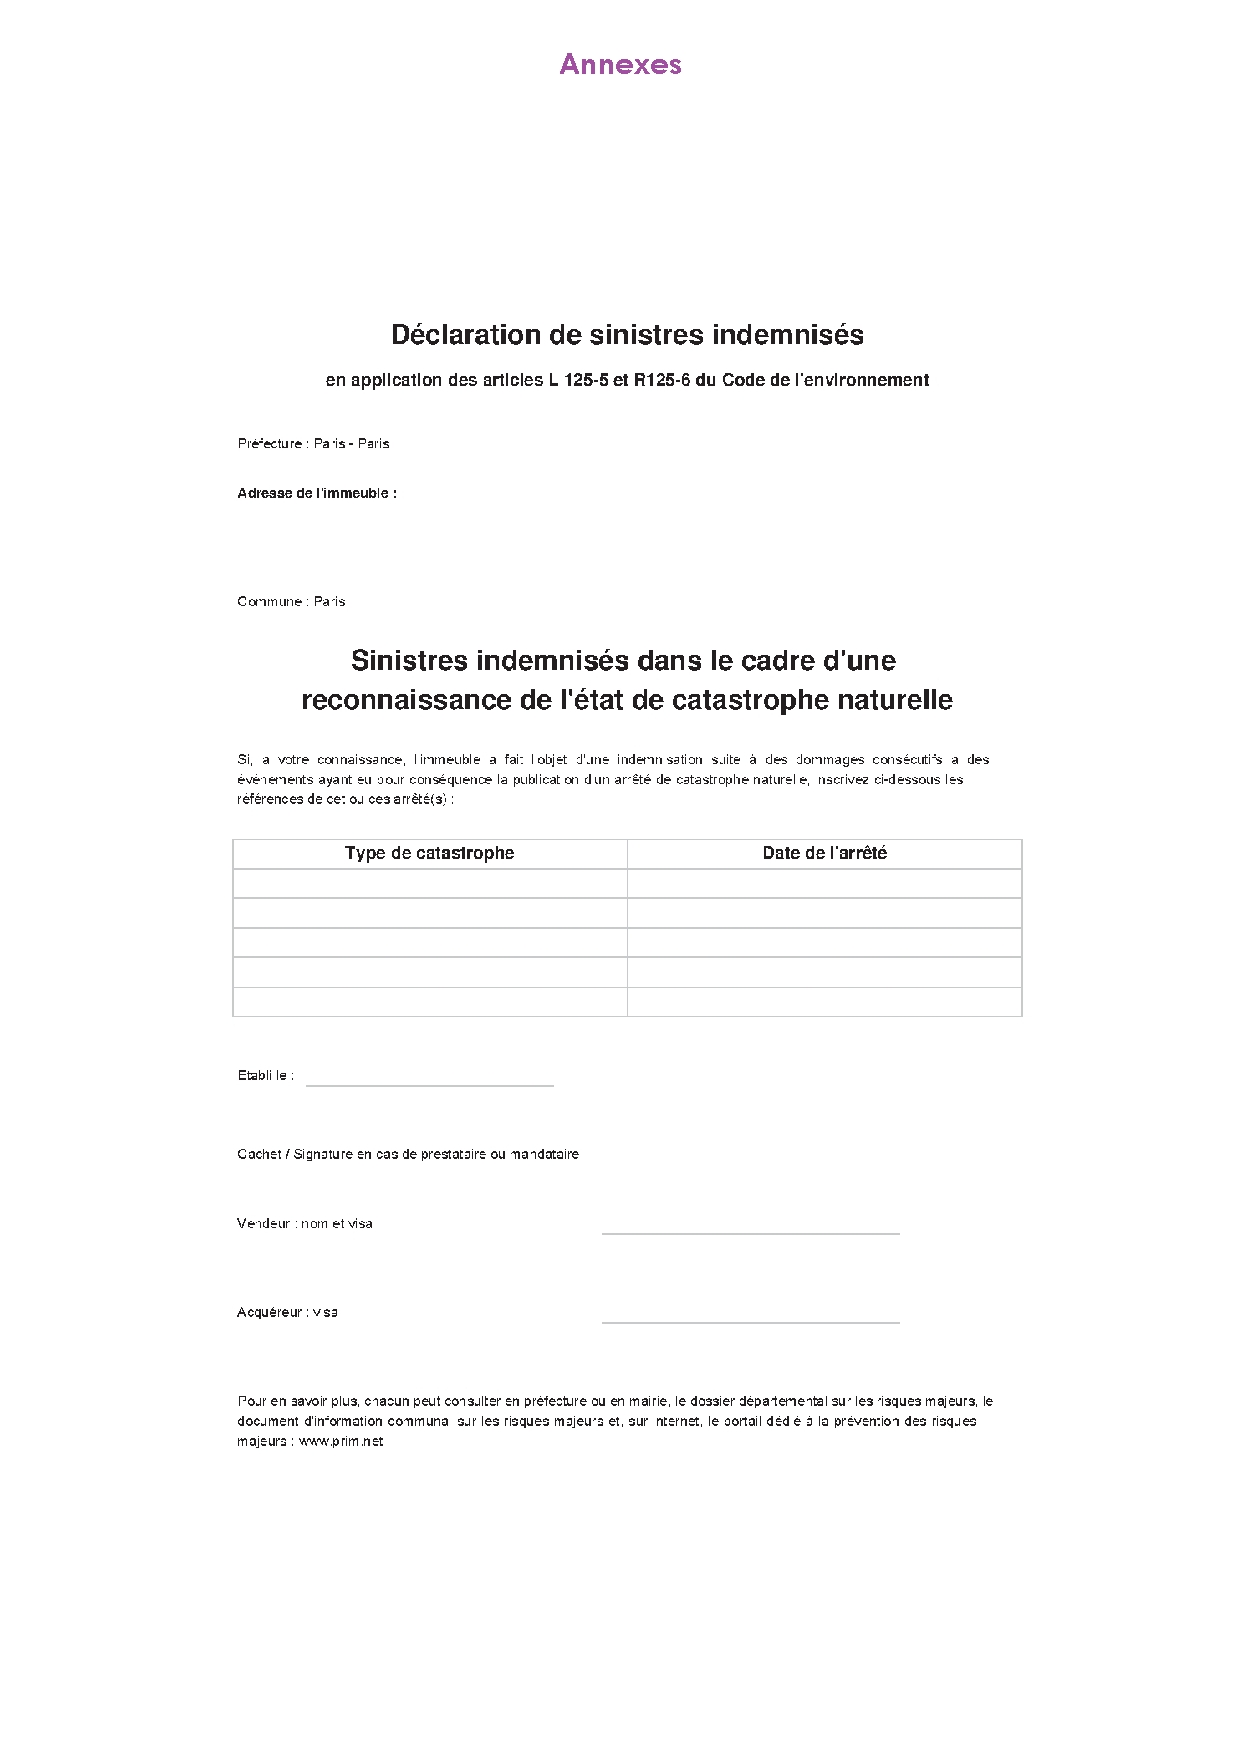 Annexes
Déclaration de sinistres indemnisés
en application des articles L 125-5 et R125-6 du Code de l'environnement
Préfecture : Paris - Paris
Adresse de l'immeuble :
Commune : Paris
Sinistres indemnisés dans le cadre d'une
reconnaissance de l'état de catastrophe naturelle
Si, a votre connaissance, l'immeuble a fait l'objet d'une indemnisation suite à des dommages consécutifs a des
événements ayant eu pour conséquence la publication d'un arrêté de catastrophe naturelle, inscrivez ci-dessous les
références de cet ou ces arrêté(s) :
Type de catastrophe Date de l'arrêté
Etabli le :
Cachet / Signature en cas de prestataire ou mandataire
Vendeur : nom et visa
Acquéreur : visa
Pour en savoir plus, chacun peut consulter en préfecture ou en mairie, le dossier départemental sur les risques majeurs, le
document d'information communal sur les risques majeurs et, sur internet, le portail dédié à la prévention des risques
majeurs : www.prim.net